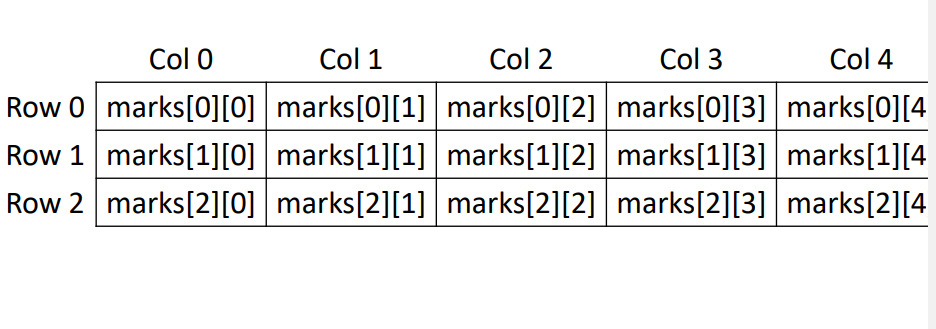 Col 0 Col 1 Col 2 Col 3 Col 4
Row 0 marks[0][0] marks[0][1] marks[0][2] marks[0][3] marks[0][4
Row 1 marks[1][0] marks[1][1] marks[1][2] marks[1][3] marks[1][4
Row 2 marks[2][0] marks[2][1] marks[2][2] marks[2][3] marks[2][4